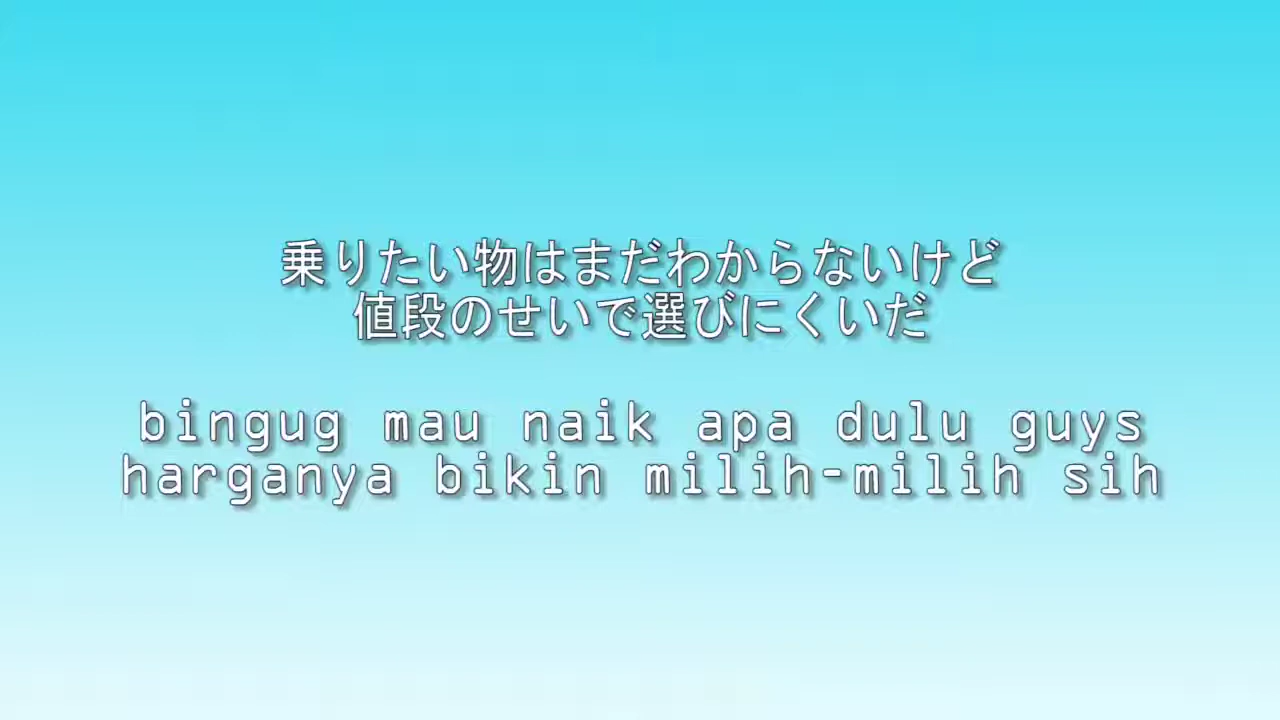 乗りたい物はまだわからないけど
値段のせいで選びにくいだ
bingug mau naik apa dulu guys
harganya bikin milih-milih sih